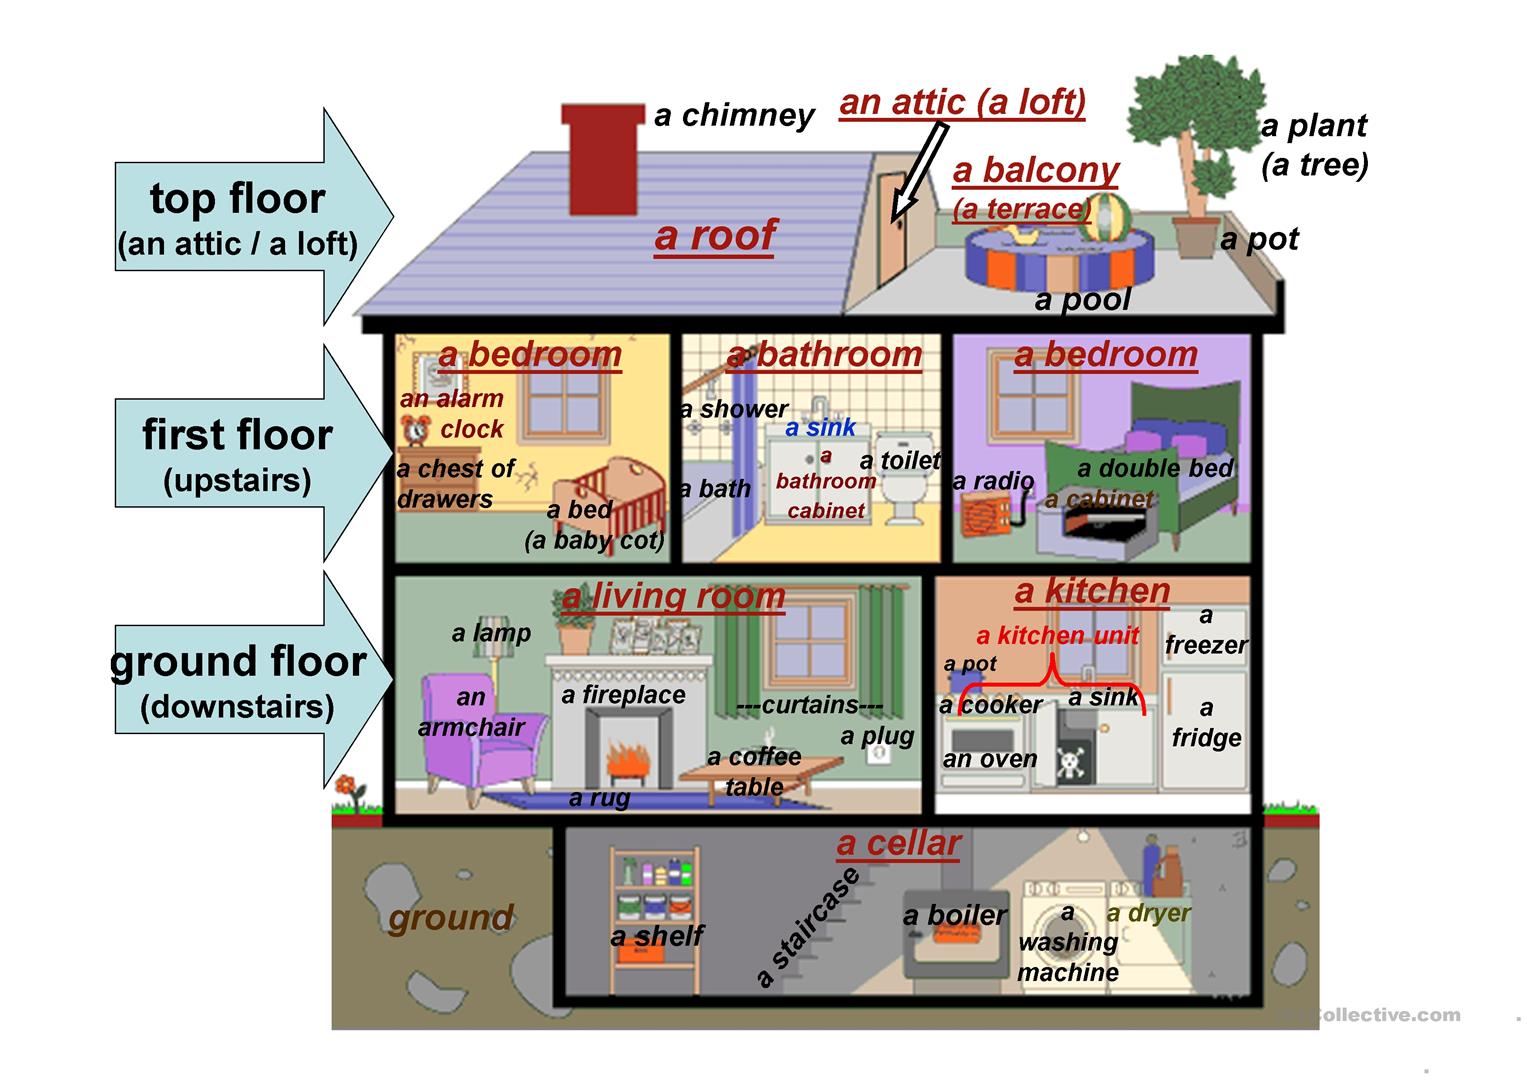 a chimney
an attic (a loft)
a plant
(a tree)
a balcony
(a terrace)
top floor
(an attic / a loft)
a roof
a pot
a pool
a bedroom
a bathroom
a bedroom
an alarm
clock
a shower
a sink
first floor
(upstairs)
a chest of
drawers
a
bathroom
cabinet
a toilet
a bath
a radio
a double bed
a cabinet
a bed
(a baby cot)
a living room
a kitchen
a lamp
a kitchen unit
a
freezer
ground floor
(downstairs)
a pot
an
armchair
a fireplace
---curtains---
a cooker
a sink
a
fridge
a plug
a coffee
table
an oven
a rug
a cellar
ground
a shelf
a staircase
a boiler
a
washing
machine
a dryer
Collective.com